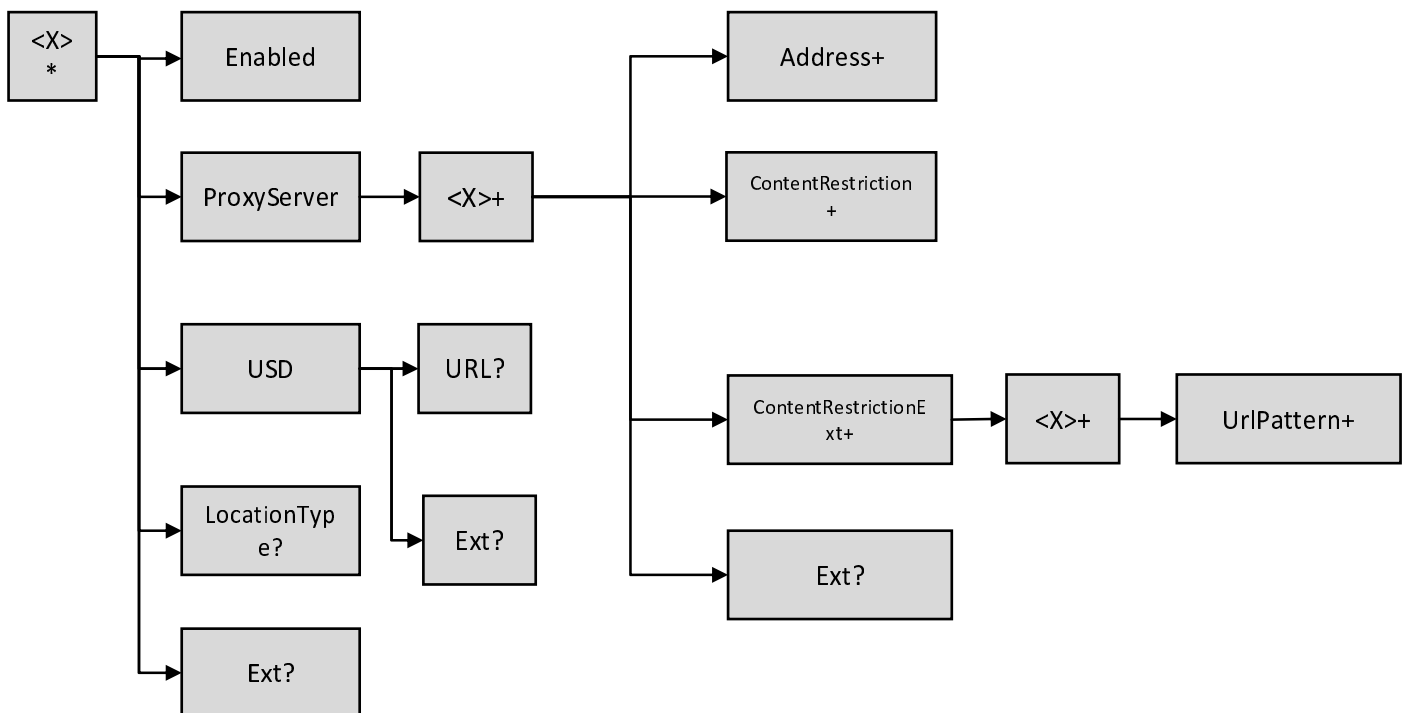 <X>
*
Enabled
Address+
ProxyServer
<X>+
ContentRestriction
+
USD
URL?
ContentRestrictionE
xt+
<X>+
UrlPattern+
LocationTyp
e?
Ext?
Ext?
Ext?